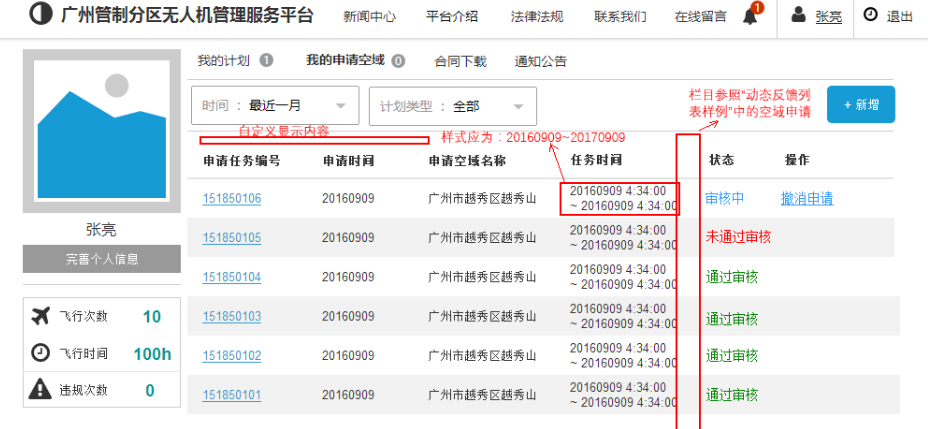 广州管制分区无人机管理服务平台 新闻中心 平台介绍 法律法规 联系我们 在线留言 1 张亮 退出
我的计划 1 我的申请空域 0 合同下载 通知公告
时间 : 最近一月 计划类型 : 全部 + 新增
栏目参照“动态反馈列
表样例”中的空域申请
自定义显示内容
样式应为:20160909~20170909
申请任务编号 申请时间 申请空域名称 任务时间 状态 操作
151850106 20160909 广州市越秀区越秀山 20160909 4:34:00 审核中 撤消申请
~ 20160909 4:34:00
151850105 20160909 广州市越秀区越秀山 20160909 4:34:00 未通过审核
~ 20160909 4:34:00
151850104 20160909 广州市越秀区越秀山 20160909 4:34:00 通过审核
~ 20160909 4:34:00
151850103 20160909 广州市越秀区越秀山 20160909 4:34:00 通过审核
~ 20160909 4:34:00
151850102 20160909 广州市越秀区越秀山 20160909 4:34:00 通过审核
~ 20160909 4:34:00
151850101 20160909 广州市越秀区越秀山 20160909 4:34:00 通过审核
~ 20160909 4:34:00
张亮
完善个人信息
飞行次数 10
飞行时间 100h
违规次数 0